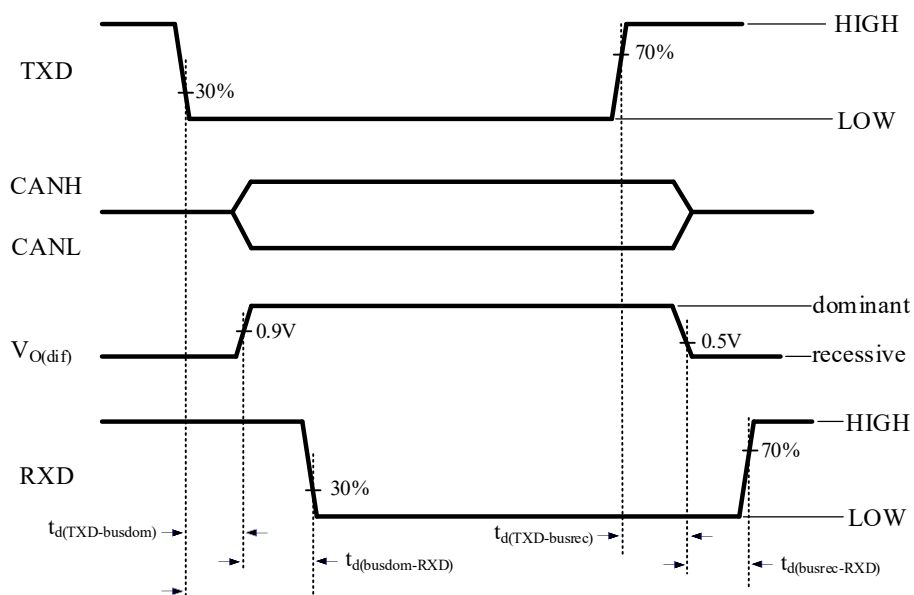 HIGH
TXD
70%
30%
LOW
CANH
CANL
dominant
0.9V
0.5V
VO(dif)
recessive
HIGH
RXD
70%
30%
LOW
td(TXD-busdom)
td(TXD-busrec)
td(busdom-RXD)
td(busrec-RXD)